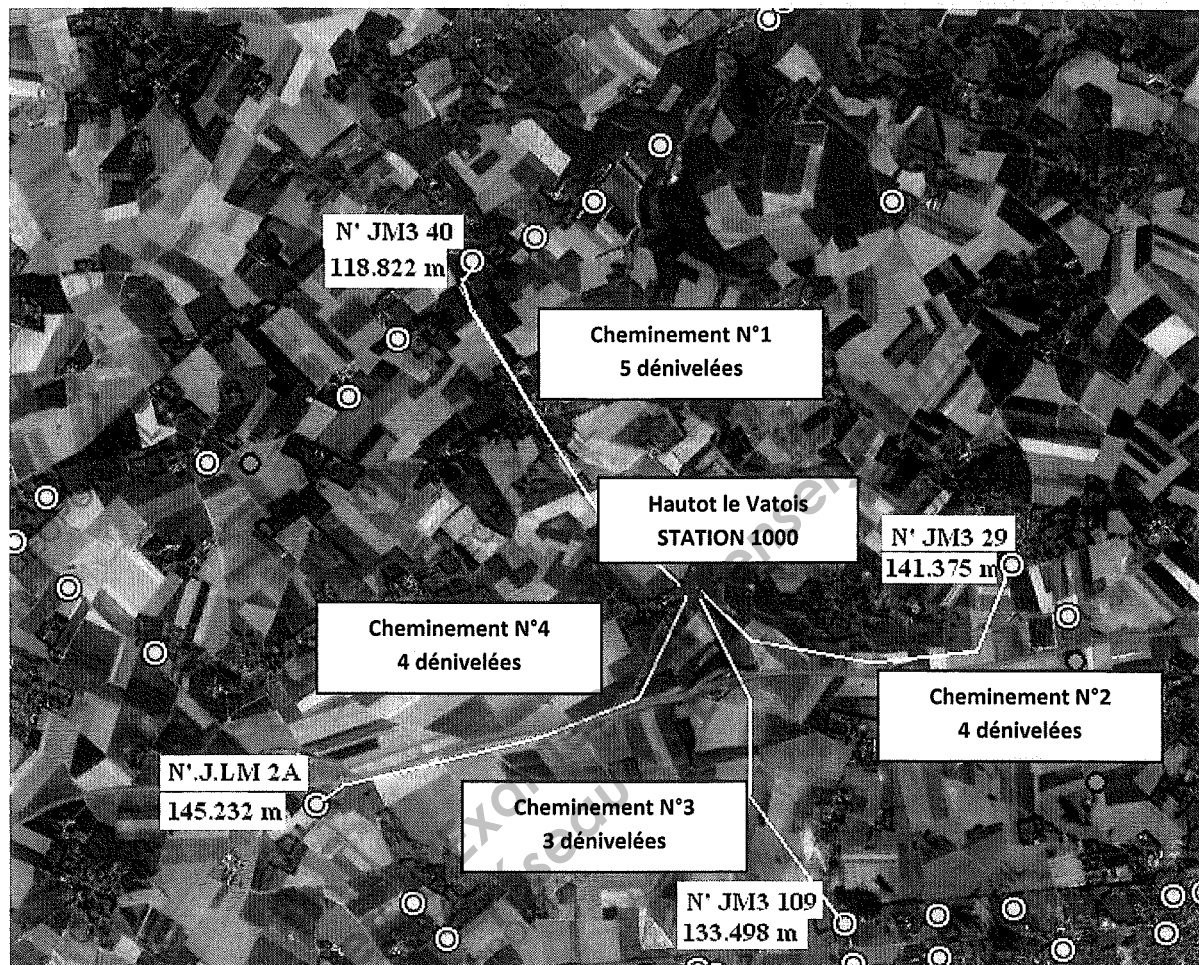 N' JM3 40
118.822 m
Cheminement N°1
5 dénivelées
Hautot le Vatois
STATION 1000
N' JM3 29
141.375 m
Cheminement N°4
4 dénivelées
Cheminement N°2
4 dénivelées
N'.J.LM 2A
145.232 m
Cheminement N°3
3 dénivelées
N' JM3 109
133.498 m